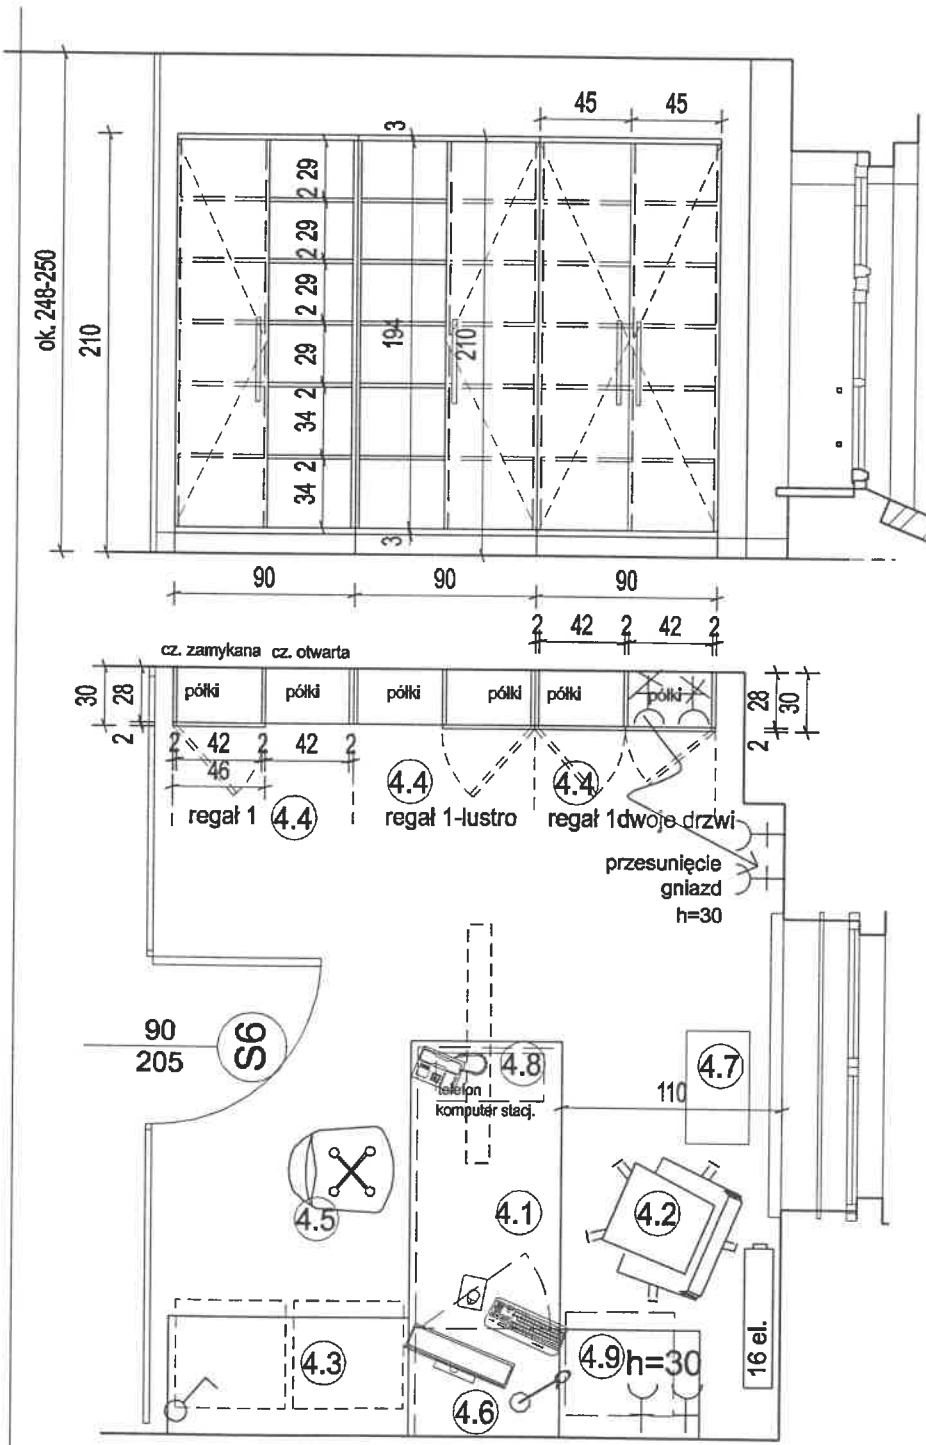 45 45
3
ok. 248-250
210
2 29
2 29
2 29
29
34 2
34 2
194
210
3
90 90 90
2 42 2 42 2
cz. zamykana cz. otwarta
30
28
2
półki półki półki półki półki półki
28
30
2
2 42 2 42 2
46
4.4
4.4
4.4
regał 1
regał 1-lustro
regał 1dwoje drzwi
przesunięcie
gniazd
h=30
90
205
S6
4.8
telefon
komputer stacj.
4.7
110
4.5
4.1
4.2
4.3
4.9
h=30
4.6
16 el.